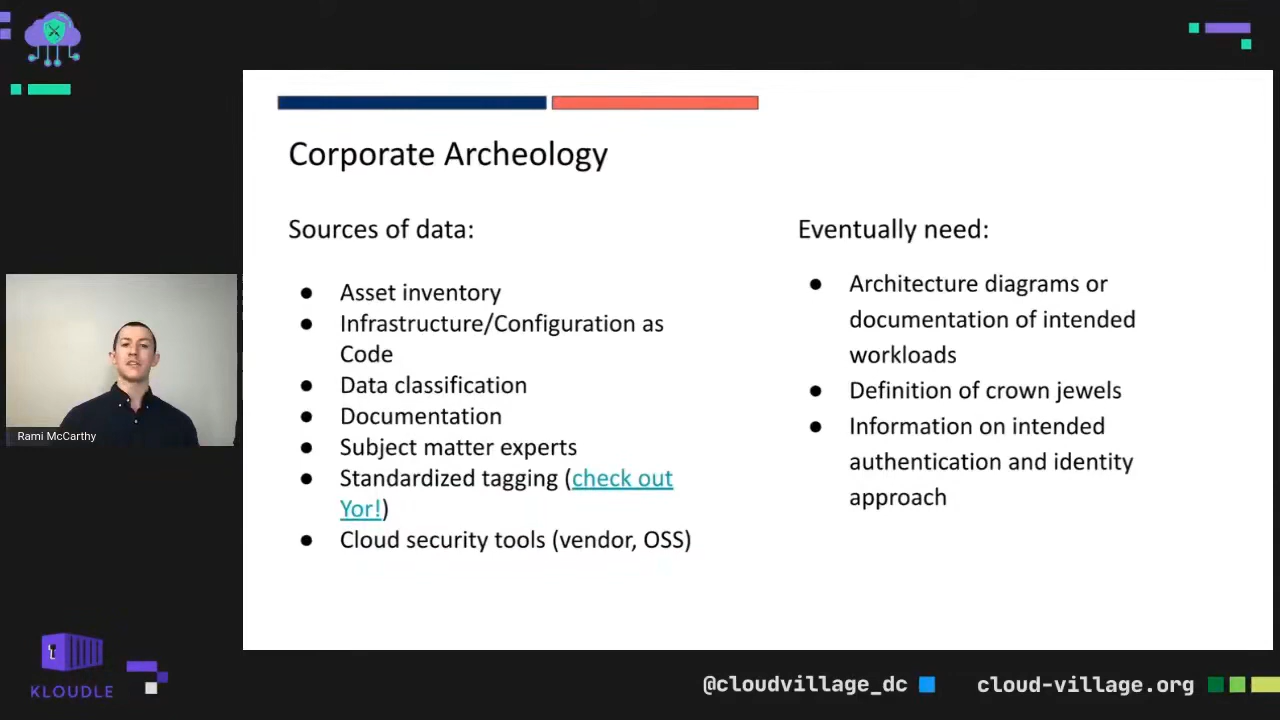 Corporate Archeology
Sources of data:
● Asset inventory
● Infrastructure/Configuration as
Code
● Data classification
● Documentation
● Subject matter experts
● Standardized tagging (check out
Yor!)
● Cloud security tools (vendor, OSS)
Eventually need:
● Architecture diagrams or
documentation of intended
workloads
● Definition of crown jewels
● Information on intended
authentication and identity
approach
Rami McCarthy
KLOUDLE
@cloudvillage_dc
cloud-village.org